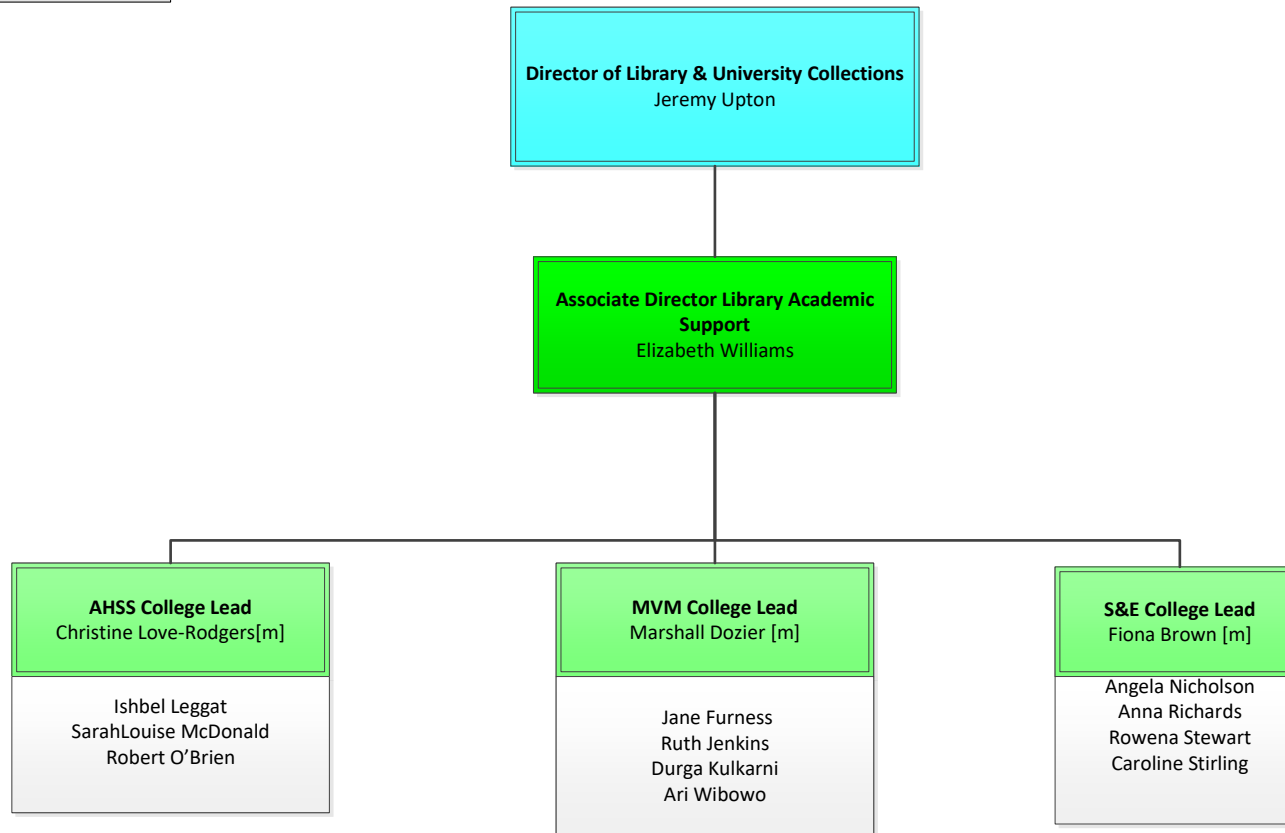 Director of Library & University Collections
Jeremy Upton
Associate Director Library Academic
Support
Elizabeth Williams
AHSS College Lead
Christine Love-Rodgers[m]
Ishbel Leggat
SarahLouise McDonald
Robert O’Brien
MVM College Lead
Marshall Dozier [m]
Jane Furness
Ruth Jenkins
Durga Kulkarni
Ari Wibowo
S&E College Lead
Fiona Brown [m]
Angela Nicholson
Anna Richards
Rowena Stewart
Caroline Stirling